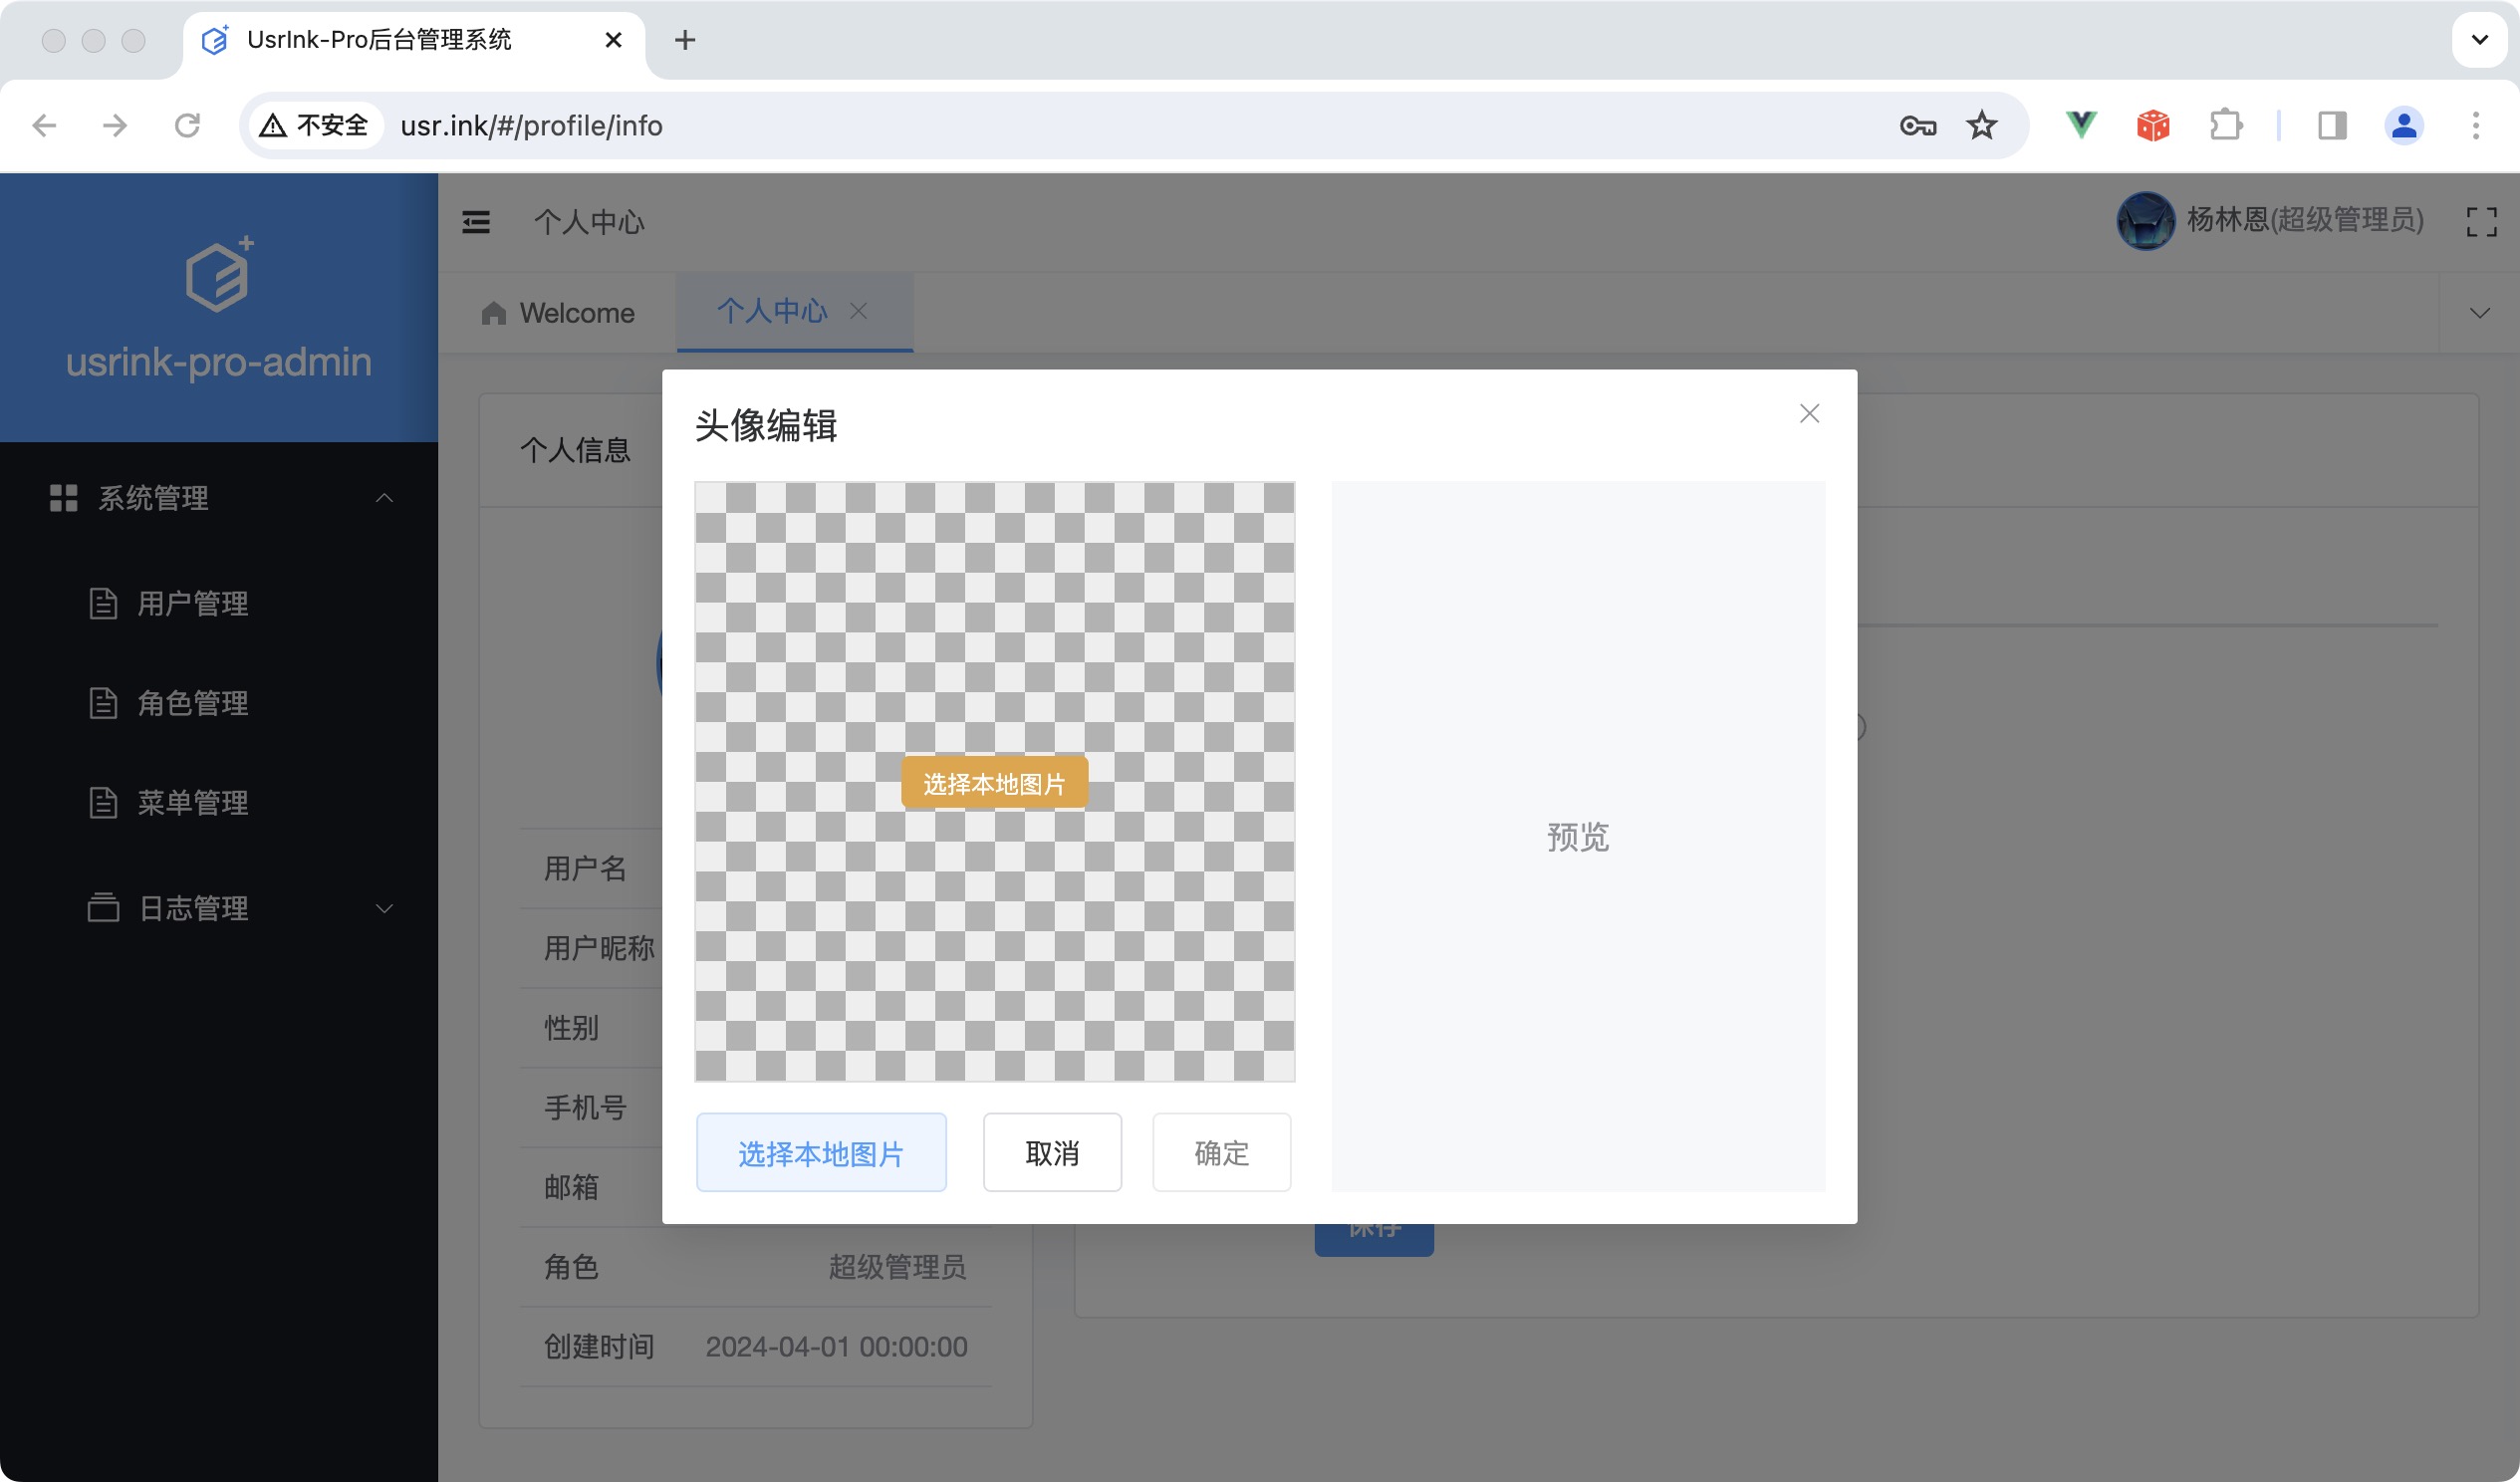 UsrInk-Pro后台管理系统
不安全
usr.ink/#/profile/info
usrink-pro-admin
个人中心
杨林恩(超级管理员)
Welcome
个人中心
系统管理
用户管理
角色管理
菜单管理
日志管理
个人信息
用户名
用户昵称
性别
手机号
邮箱
角色
超级管理员
创建时间
2024-04-01 00:00:00
头像编辑
选择本地图片
预览
选择本地图片
取消
确定
保存